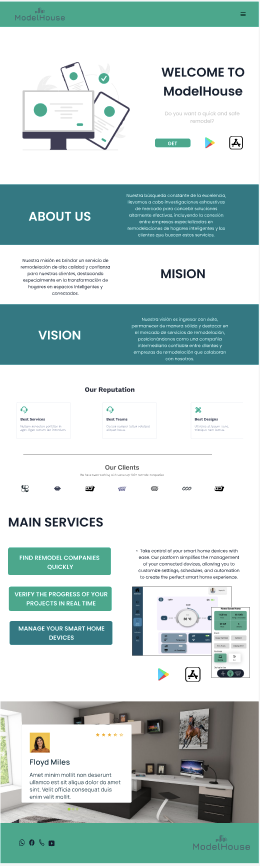 ModelHouse
WELCOME TO
ModelHouse
Do you want a quick and safe
remodel?
GET
ABOUT US
Nuestra búsqueda constante de la excelencia,
llevamos a cabo investigaciones exhaustivas
de mercado para concebir soluciones
altamente efectivas, incluyendo la conexión
entre empresas especializadas en
remodelaciones de hogares inteligentes y los
clientes que buscan estos servicios.
Nuestra misión es brindar un servicio de
remodelación de alta calidad y confianza
para nuestros clientes, destacando
especialmente en la transformación de
hogares en espacios inteligentes y
conectados.
MISION
VISION
Nuestra visión es ingresar con éxito,
permanecer de manera sólida y destacar en
el mercado de servicios de remodelación,
posicionándonos como una compañía
intermediaria confiable entre clientes y
empresas de remodelación que colaboran
con nosotros.
Our Reputation
Best Services
Best Teams
Best Designs
Our Clients
MAIN SERVICES
FIND REMODEL COMPANIES
QUICKLY
VERIFY THE PROGRESS OF YOUR
PROJECTS IN REAL TIME
MANAGE YOUR SMART HOME
DEVICES
• Take control of your smart home devices with
ease. Our platform simplifies the management
of your connected devices, allowing you to
customize settings, schedules, and automation
to create the perfect smart home experience.
Floyd Miles
Amet minim mollit non deserunt
ullamco est sit aliqua dolor do amet
sint. Velit officia consequat duis
enim velit mollit.
ModelHouse